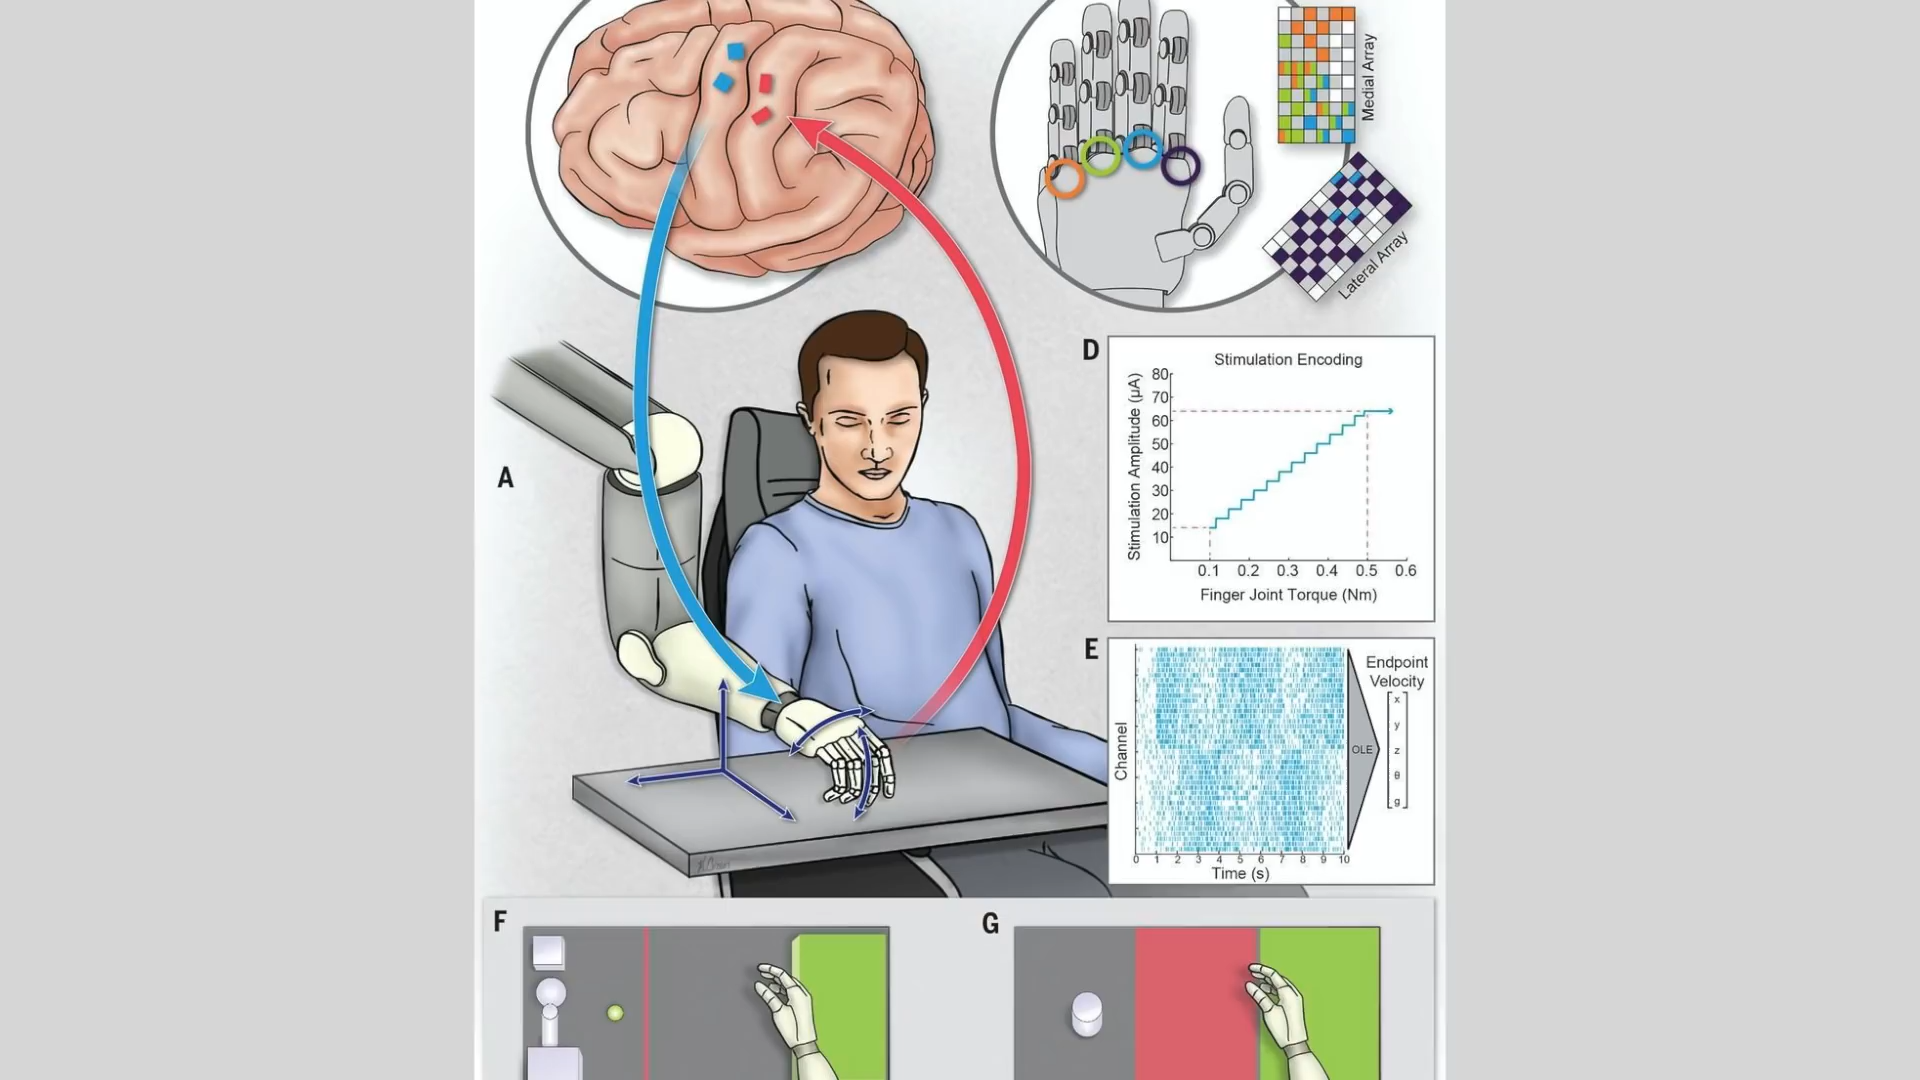 Medial Array
Lateral Array
A
D
Stimulation Encoding
Stimulation Amplitude (µA)
80
70
60
50
40
30
20
10
0.1 0.2 0.3 0.4 0.5 0.6
Finger Joint Torque (Nm)
E
Channel
0 1 2 3 4 5 6 7 8 9 10
Time (s)
OLE
Endpoint
Velocity
x
y
z
θ
g
F
G